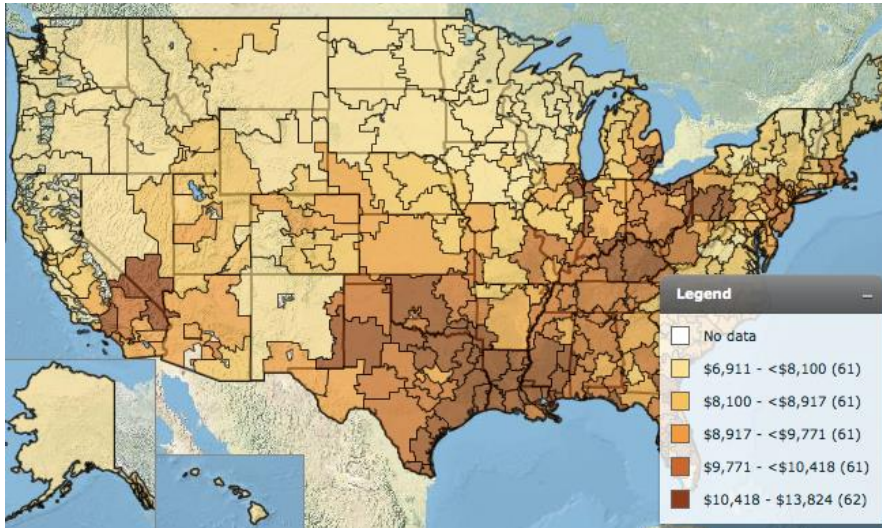 Legend
No data
$6,911 - <$8,100 (61)
$8,100 - <$8,917 (61)
$8,917 - <$9,771 (61)
$9,771 - <$10,418 (61)
$10,418 - $13,824 (62)